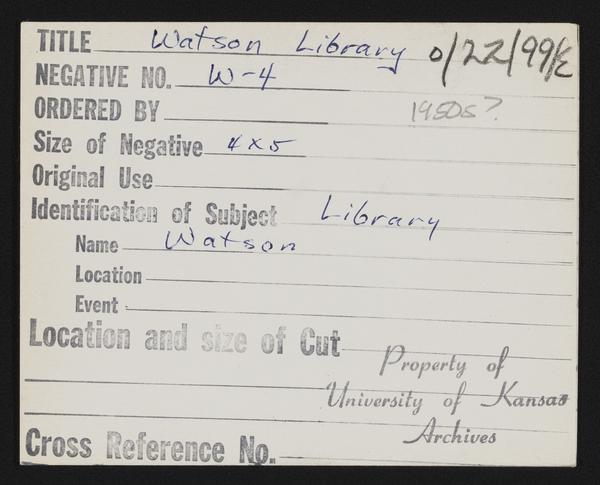 TITLE Watson Library 0/22/99/k
NEGATIVE NO. W-4
ORDERED BY 1950s?
Size of Negative 4x5
Original Use
Identification of Subject Library
Name Watson
Location
Event
Location and size of Cut
Property of
University of Kansas
Archives
Cross Reference No.